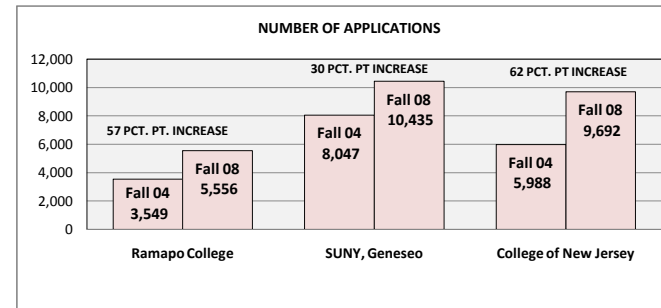 NUMBER OF APPLICATIONS
12,000
10,000
8,000
6,000
4,000
2,000
0
57 PCT. PT. INCREASE
Fall 04
3,549
Fall 08
5,556
Ramapo College
30 PCT. PT INCREASE
Fall 04
8,047
Fall 08
10,435
SUNY, Geneseo
62 PCT. PT INCREASE
Fall 04
5,988
Fall 08
9,692
College of New Jersey